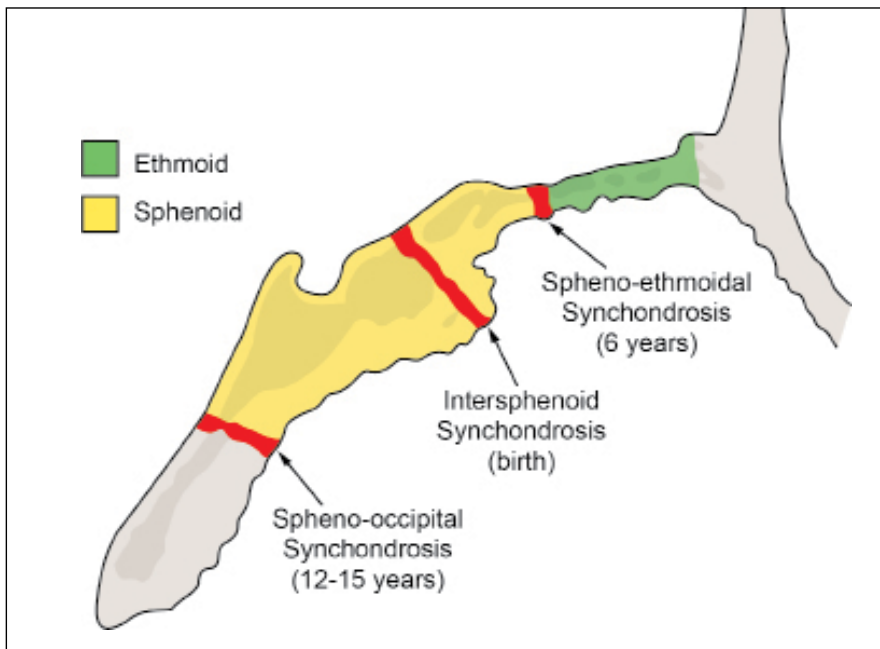 Ethmoid
Sphenoid
Spheno-ethmoidal
Synchondrosis
(6 years)
Intersphenoid
Synchondrosis
(birth)
Spheno-occipital
Synchondrosis
(12-15 years)